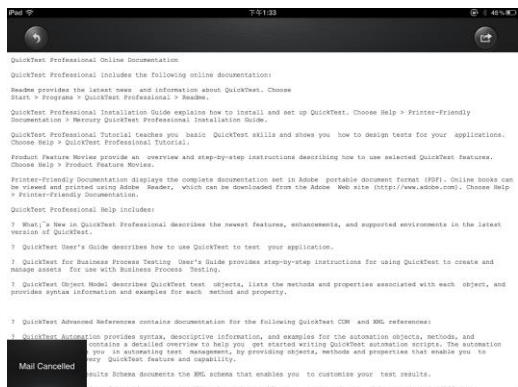 iPad
下午1:33
48%
QuickTest Professional Online Documentation
QuickTest Professional includes the following online documentation:
Readme provides the latest news and information about QuickTest. Choose
Start > Programs > QuickTest Professional > Readme.
QuickTest Professional Installation Guide explains how to install and set up QuickTest. Choose Help > Printer-Friendly
Documentation > Mercury QuickTest Professional Installation Guide.
QuickTest Professional Tutorial teaches you basic QuickTest skills and shows you how to design tests for your applications.
Choose Help > QuickTest Professional Tutorial.
Product Feature Movies provide an overview and step-by-step instructions describing how to use selected QuickTest features.
Choose Help > Product Feature Movies.
Printer-Friendly Documentation displays the complete documentation set in Adobe portable document format (PDF). Online books can
be viewed and printed using Adobe Reader, which can be downloaded from the Adobe Web site (http://www.adobe.com). Choose Help
> Printer-Friendly Documentation.
QuickTest Professional Help includes:
? What¡¯s New in QuickTest Professional describes the newest features, enhancements, and supported environments in the latest
version of QuickTest.
? QuickTest User's Guide describes how to use QuickTest to test your application.
? QuickTest for Business Process Testing User's Guide provides step-by-step instructions for using QuickTest to create and
manage assets for use with Business Process Testing.
? QuickTest Object Model describes QuickTest test objects, lists the methods and properties associated with each object, and
provides syntax information and examples for each method and property.
? QuickTest Advanced References contains documentation for the following QuickTest COM and XML references:
? QuickTest Automation provides syntax, descriptive information, and examples for the automation objects, methods, and
contains a detailed overview to help you get started writing QuickTest automation scripts. The automation
you in automating test management, by providing objects, methods and properties that enable you to
very QuickTest feature and capability.
Mail Cancelled
sults Schema documents the XML schema that enables you to customize your test results.